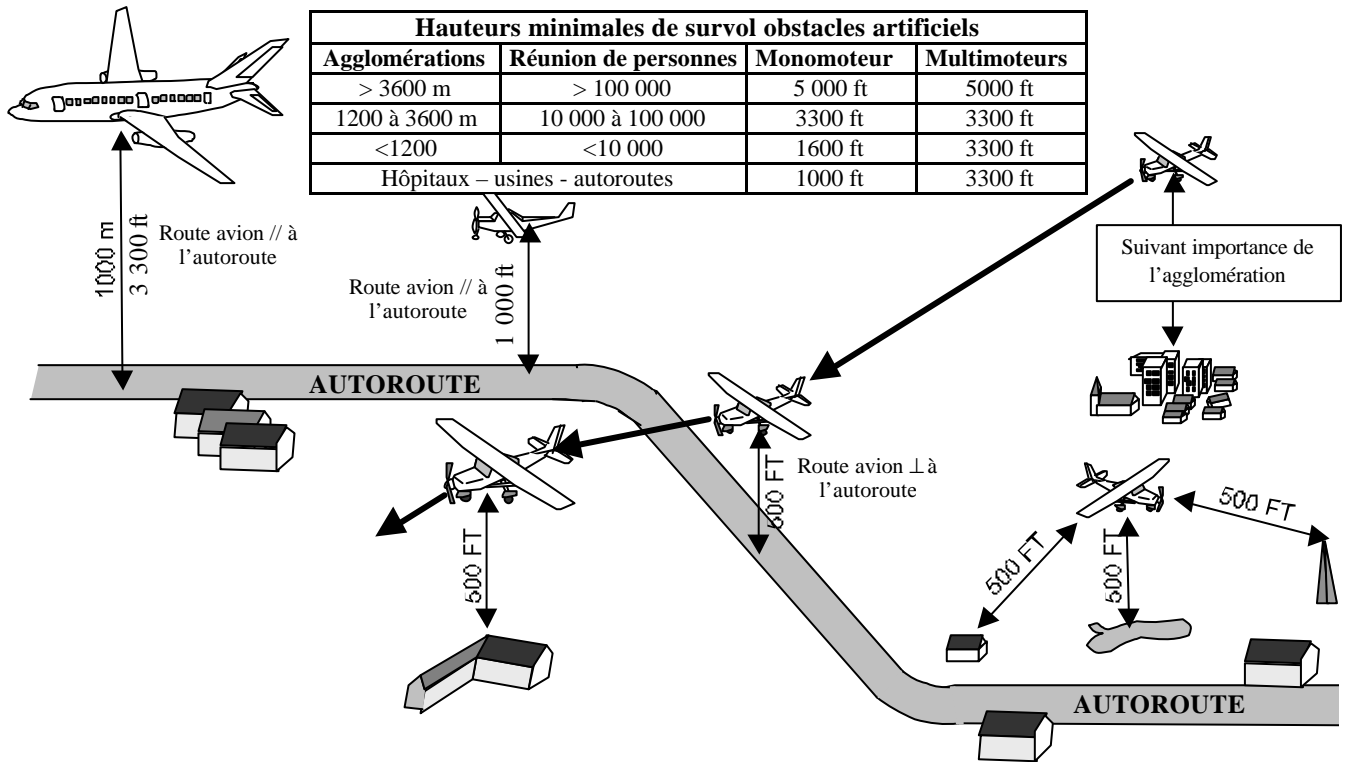 Hauteurs minimales de survol obstacles artificiels
Agglomérations Réunion de personnes Monomoteur Multimoteurs
> 3600 m > 100 000 5 000 ft 5000 ft
1200 à 3600 m 10 000 à 100 000 3300 ft 3300 ft
<1200 <10 000 1600 ft 3300 ft
Hôpitaux – usines - autoroutes 1000 ft 3300 ft
1000 m
3 300 ft
Route avion // à
l’autoroute
Route avion // à
l’autoroute
1 000 ft
Suivant importance de
l’agglomération
AUTOROUTE
500 FT
Route avion ⊥ à
l’autoroute
500 FT
500 FT
500 FT
500 FT
AUTOROUTE